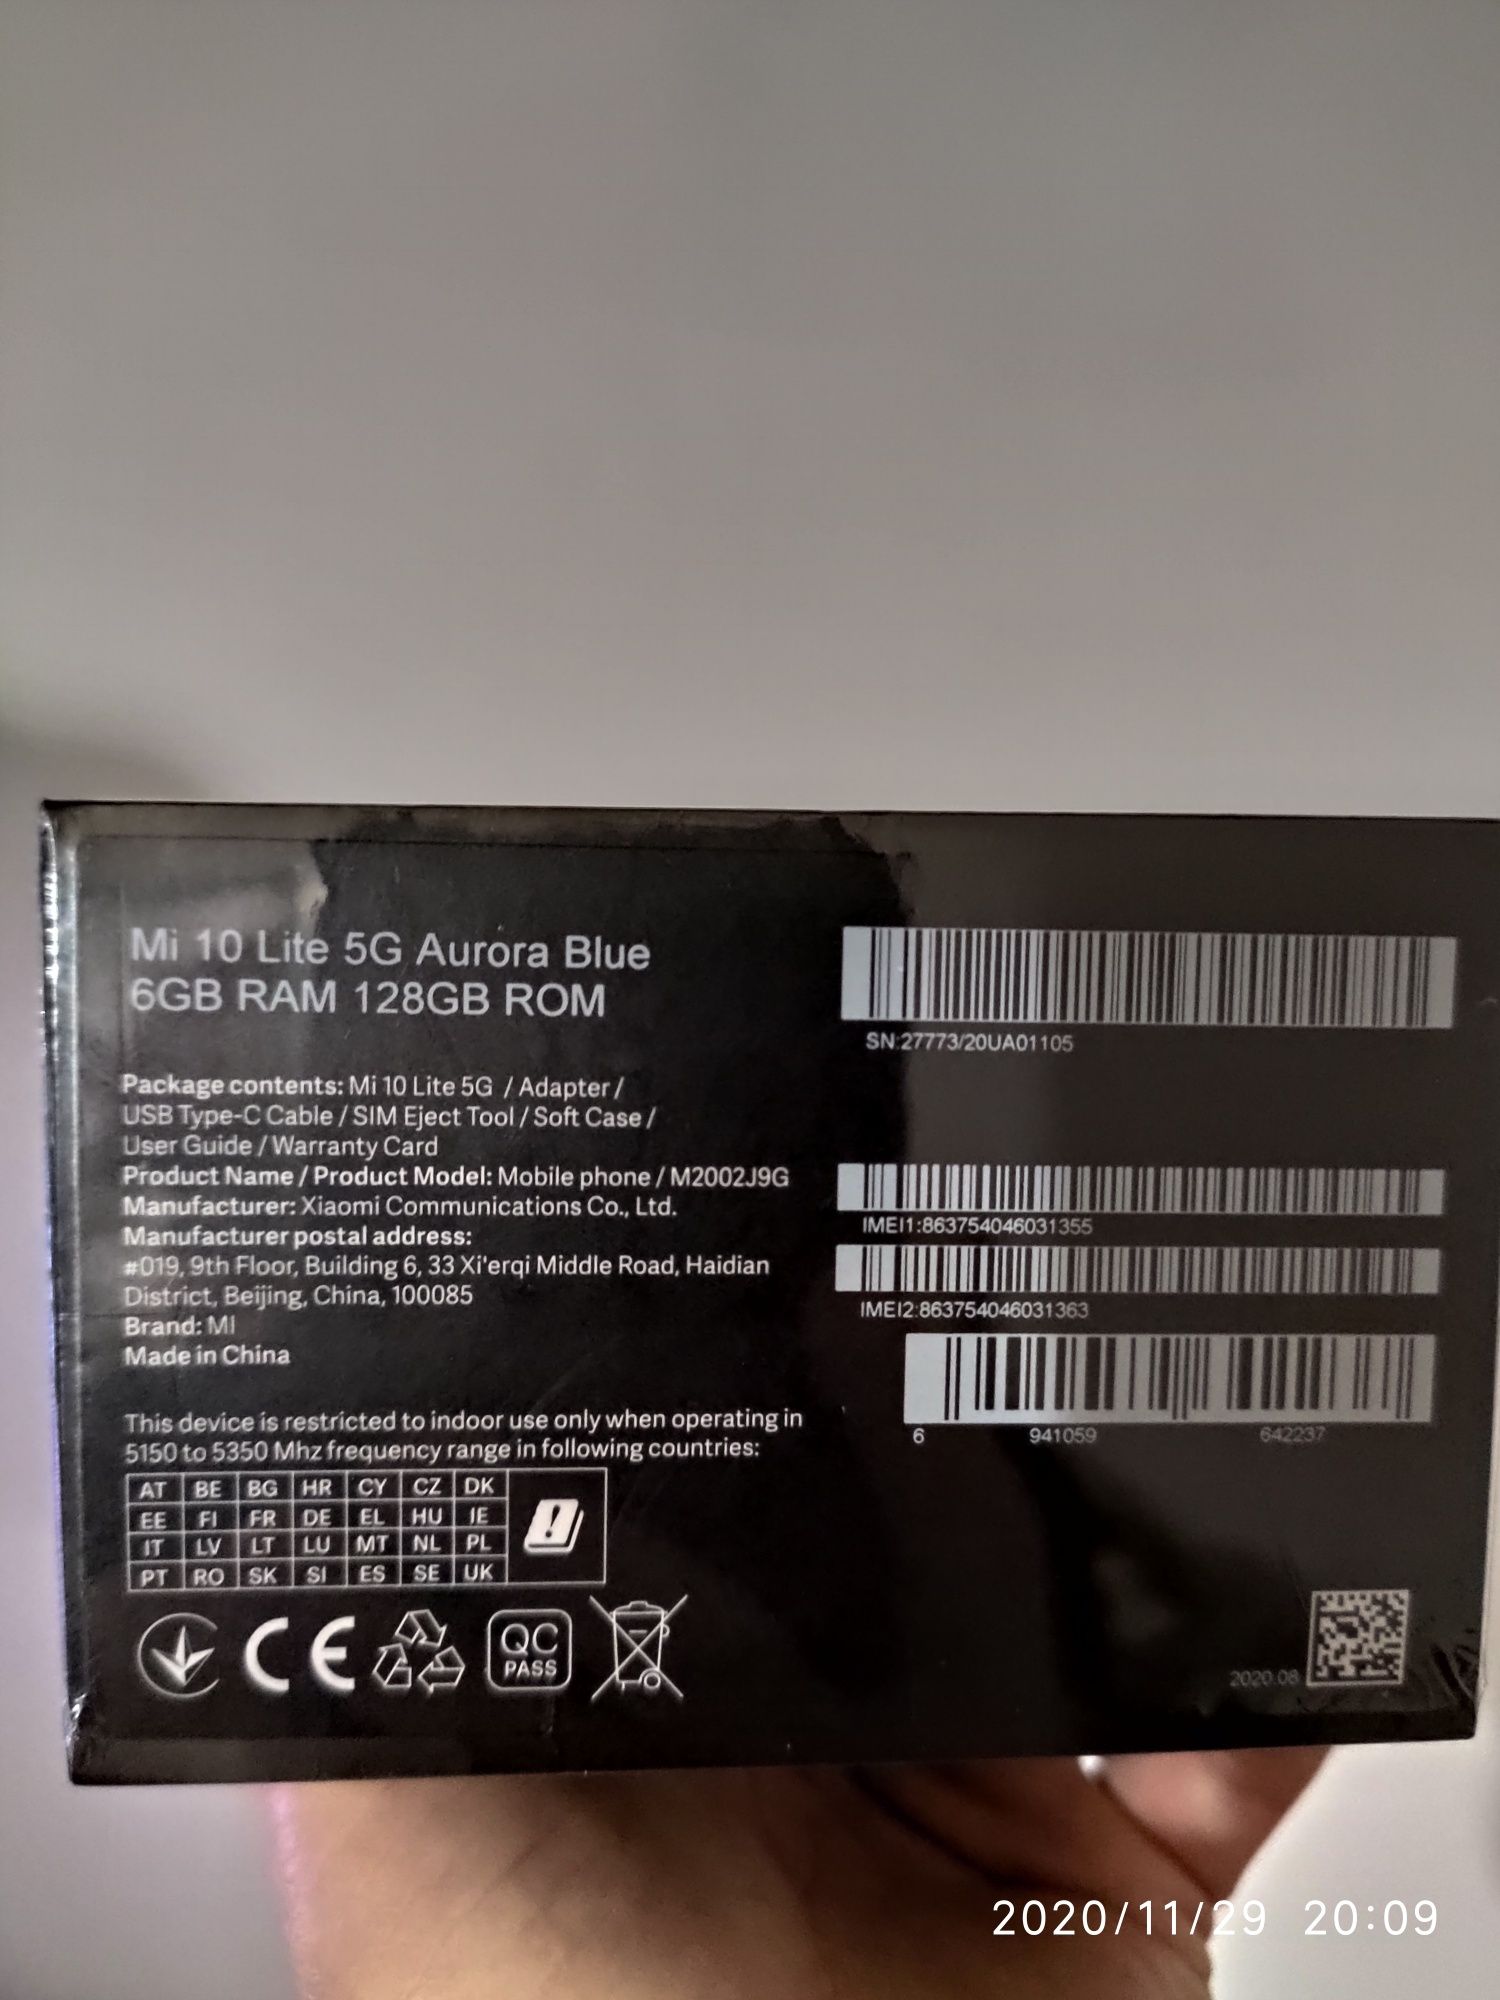 Mi 10 Lite 5G Aurora Blue
6GB RAM 128GB ROM
Package contents: Mi 10 Lite 5G / Adapter /
USB Type-C Cable / SIM Eject Tool / Soft Case /
User Guide / Warranty Card
Product Name / Product Model: Mobile phone / M2002J9G
Manufacturer: Xiaomi Communications Co., Ltd.
Manufacturer postal address:
#019, 9th Floor, Building 6, 33 Xi'erqi Middle Road, Haidian
District, Beijing, China, 100085
Brand: MI
Made in China
This device is restricted to indoor use only when operating in
5150 to 5350 Mhz frequency range in following countries:
AT BE BG HR CY CZ DK
EE FI FR DE EL HU IE
IT LV LT LU MT NL PL
PT RO SK SI ES SE UK
CE
QC
PASS
SN:27773/20UA01105
IMEI1:863754046031355
IMEI2:863754046031363
6 941059 642237
2020.08
2020/11/29 20:09